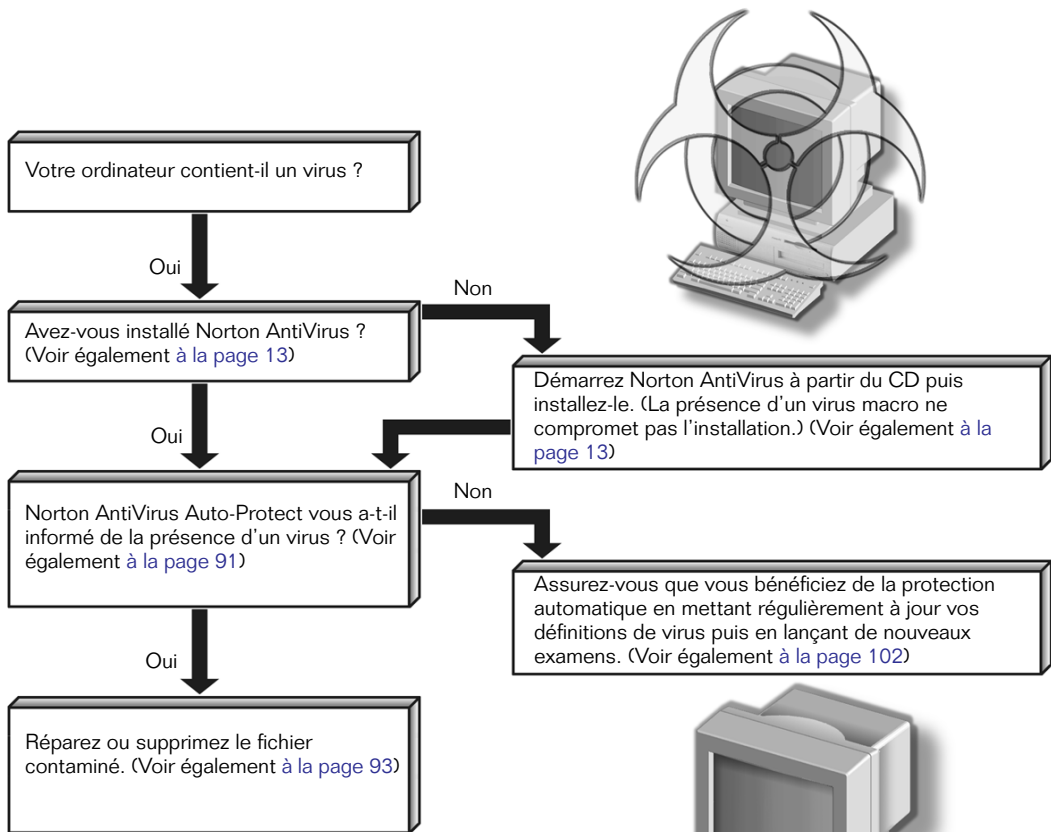 Votre ordinateur contient-il un virus ?
Oui
Non
Avez-vous installé Norton AntiVirus ?
(Voir également à la page 13)
Démarrez Norton AntiVirus à partir du CD puis
installez-le. (La présence d'un virus macro ne
compromet pas l'installation.) (Voir également à la
page 13)
Oui
Non
Norton AntiVirus Auto-Protect vous a-t-il
informé de la présence d'un virus ? (Voir
également à la page 91)
Assurez-vous que vous bénéficiez de la protection
automatique en mettant régulièrement à jour vos
définitions de virus puis en lançant de nouveaux
examens. (Voir également à la page 102)
Oui
Réparez ou supprimez le fichier
contaminé. (Voir également à la page 93)